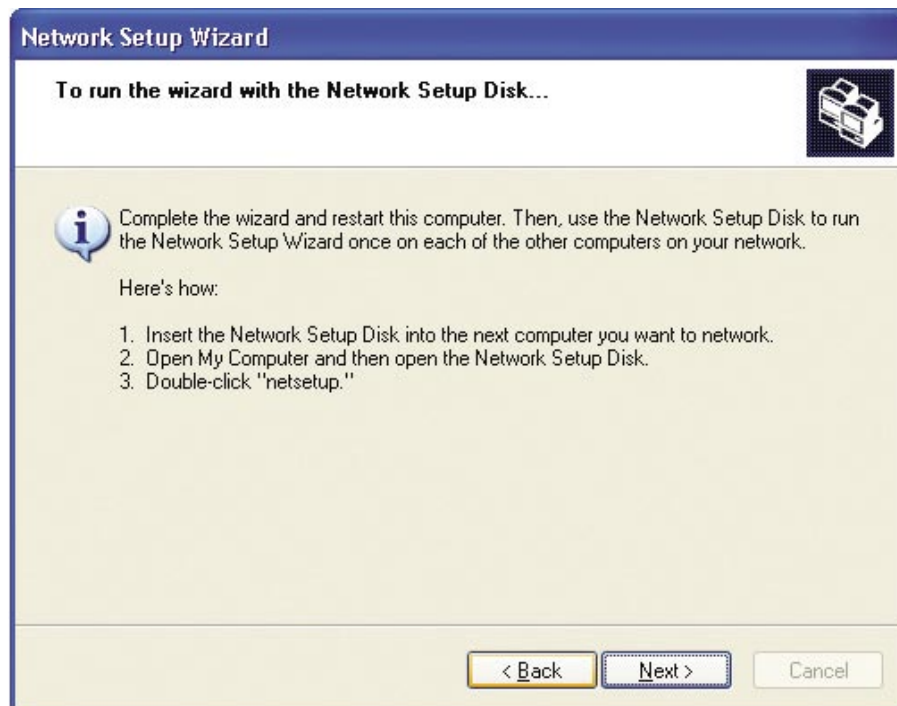 Network Setup Wizard
To run the wizard with the Network Setup Disk...
Complete the wizard and restart this computer. Then, use the Network Setup Disk to run
the Network Setup Wizard once on each of the other computers on your network.
Here's how:
1. Insert the Network Setup Disk into the next computer you want to network.
2. Open My Computer and then open the Network Setup Disk.
3. Double-click "netsetup."
< Back
Next >
Cancel